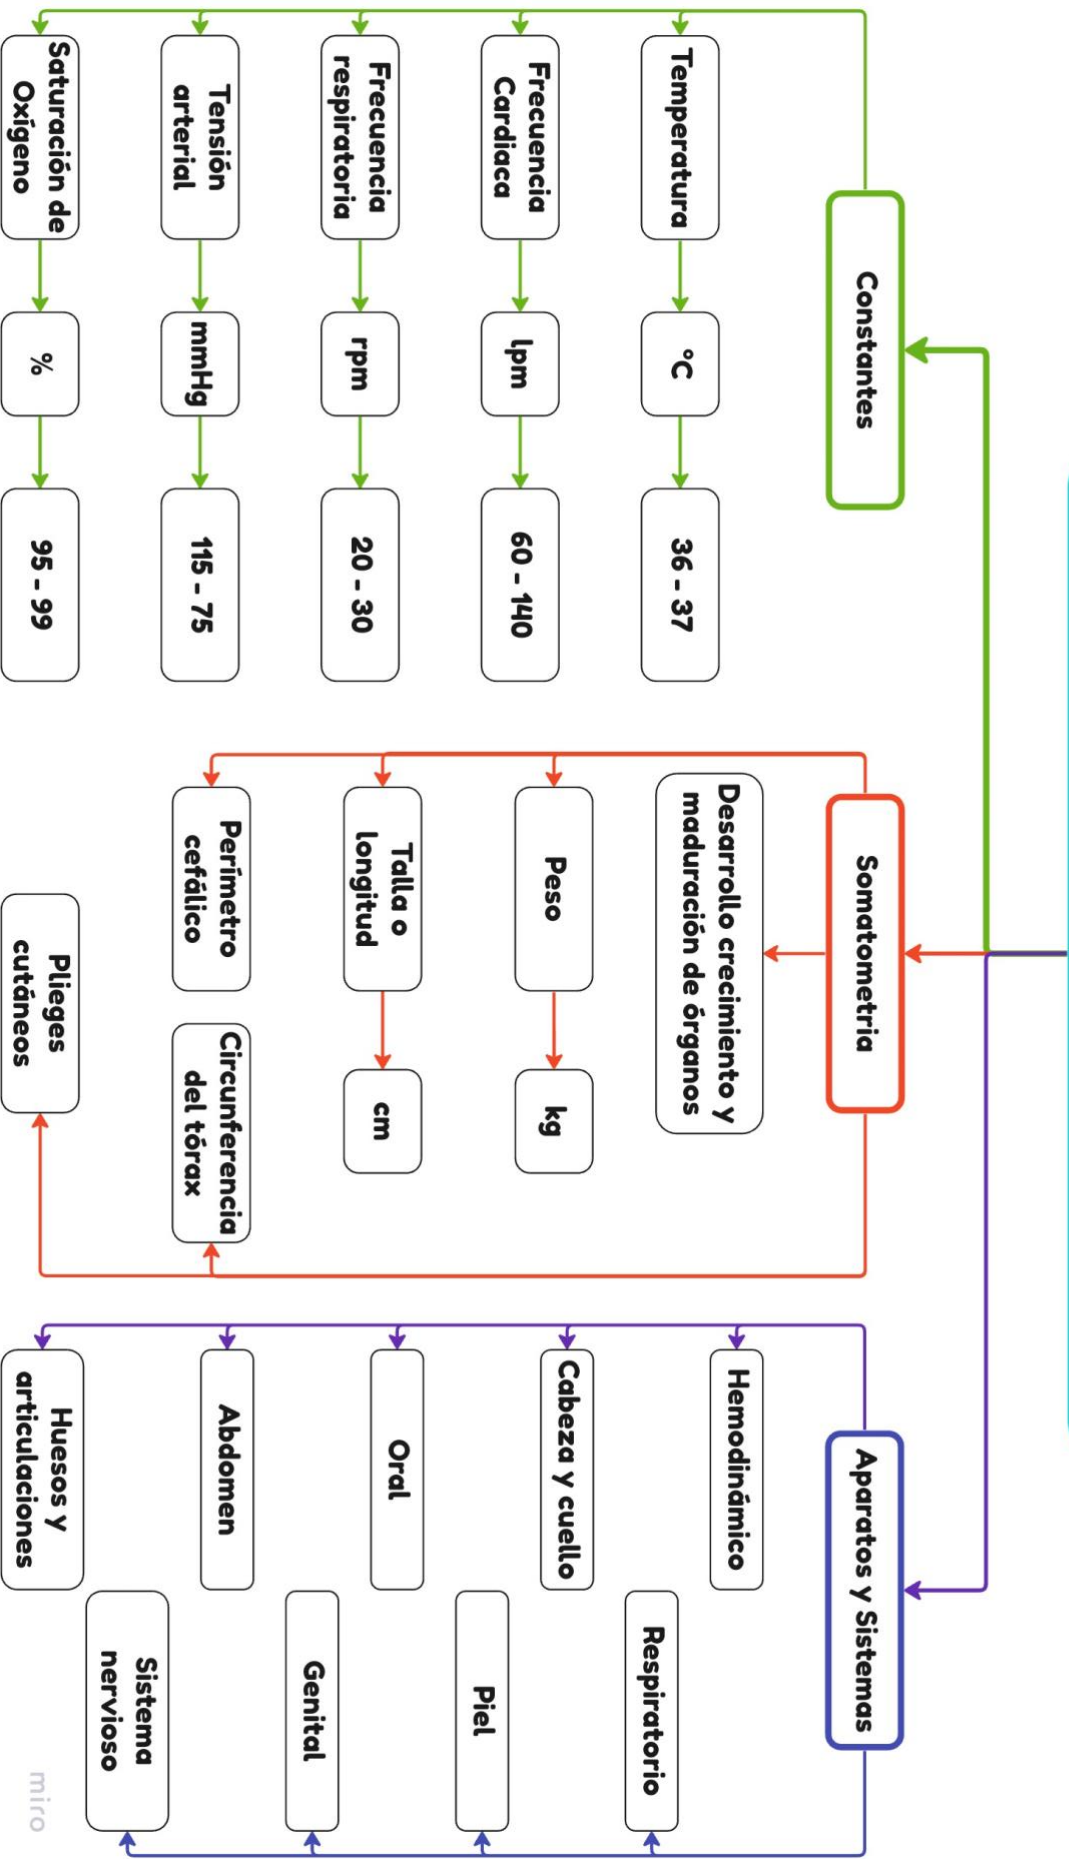 Constantes
Temperatura
°C
36 - 37
Frecuencia
Cardiaca
lpm
60 - 140
Frecuencia
respiratoria
rpm
20 - 30
Tensión
arterial
mmHg
115 - 75
Saturación de
Oxígeno
%
95 - 99
Somatometria
Desarrollo crecimiento y
maduración de órganos
Peso
kg
Talla o
longitud
cm
Perímetro
cefálico
Circunferencia
del tórax
Plieges
cutáneos
Aparatos y Sistemas
Hemodinámico
Respiratorio
Cabeza y cuello
Piel
Oral
Genital
Abdomen
Sistema
nervioso
Huesos y
articulaciones
miro